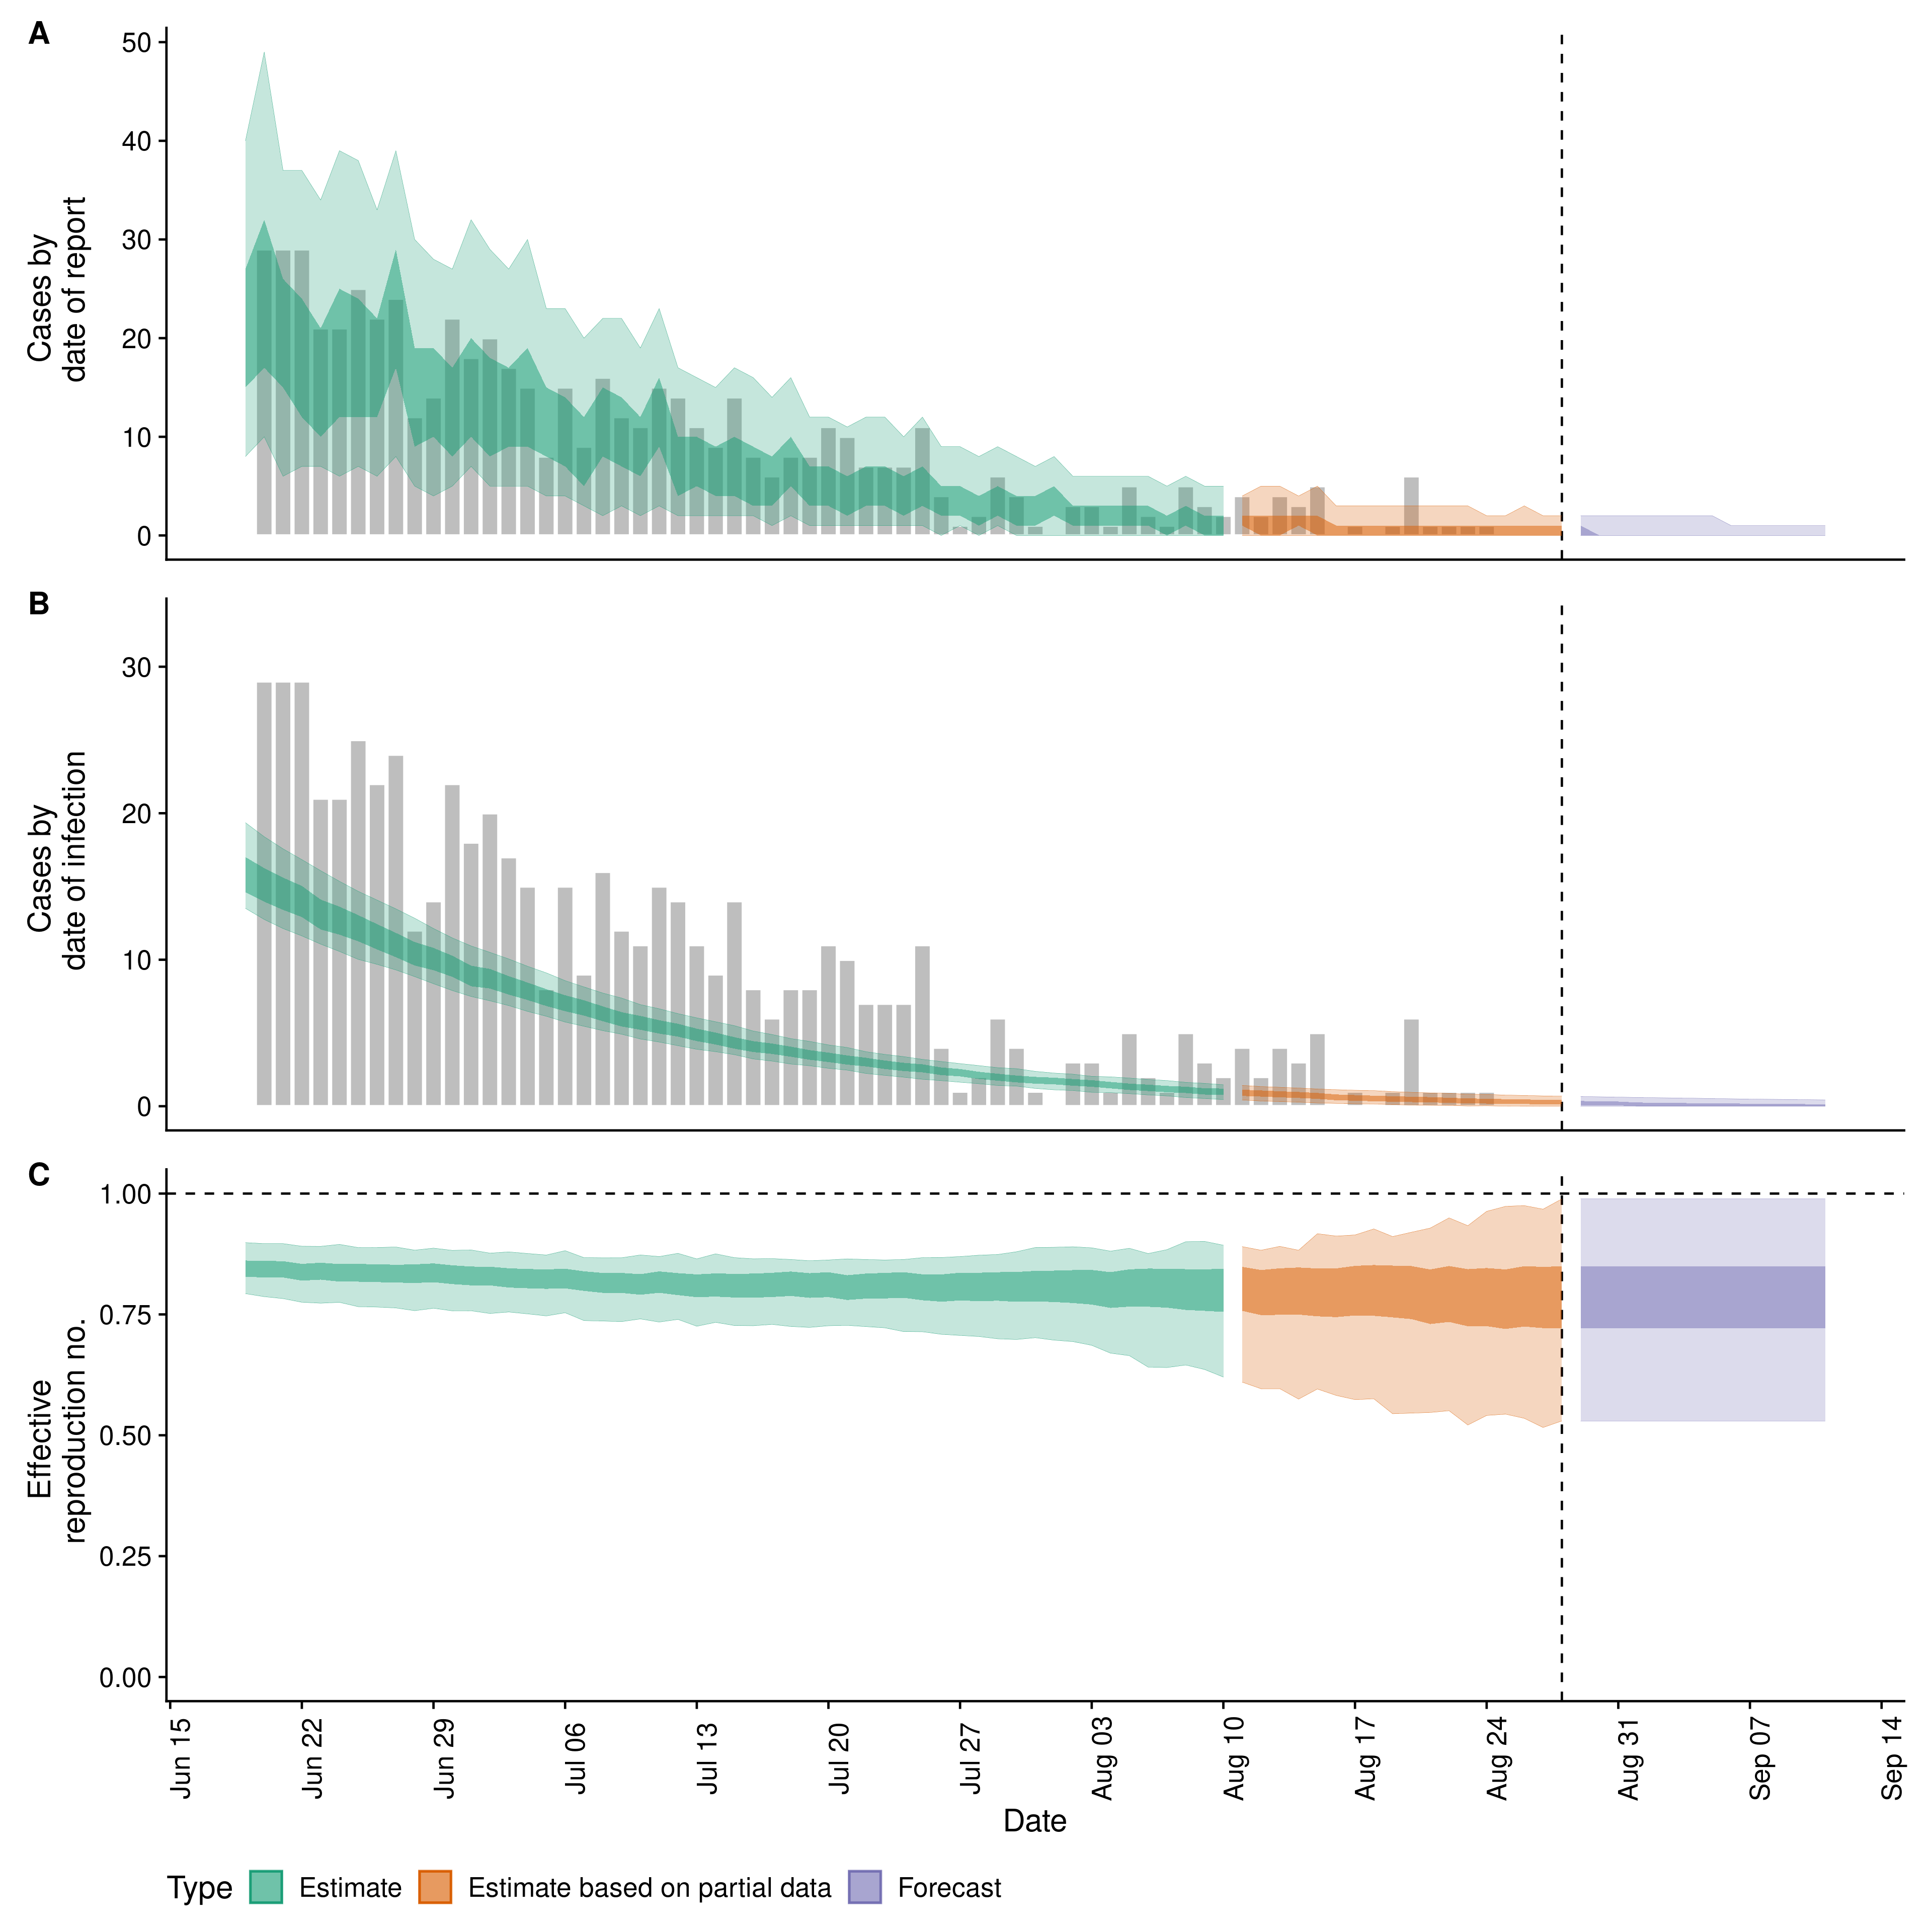 A
Cases by
date of report
50
40
30
20
10
0
B
Cases by
date of infection
30
20
10
0
C
Effective
reproduction no.
1.00
0.75
0.50
0.25
0.00
Jun 15
Jun 22
Jun 29
Jul 06
Jul 13
Jul 20
Jul 27
Aug 03
Aug 10
Aug 17
Aug 24
Aug 31
Sep 07
Sep 14
Date
Type Estimate Estimate based on partial data Forecast